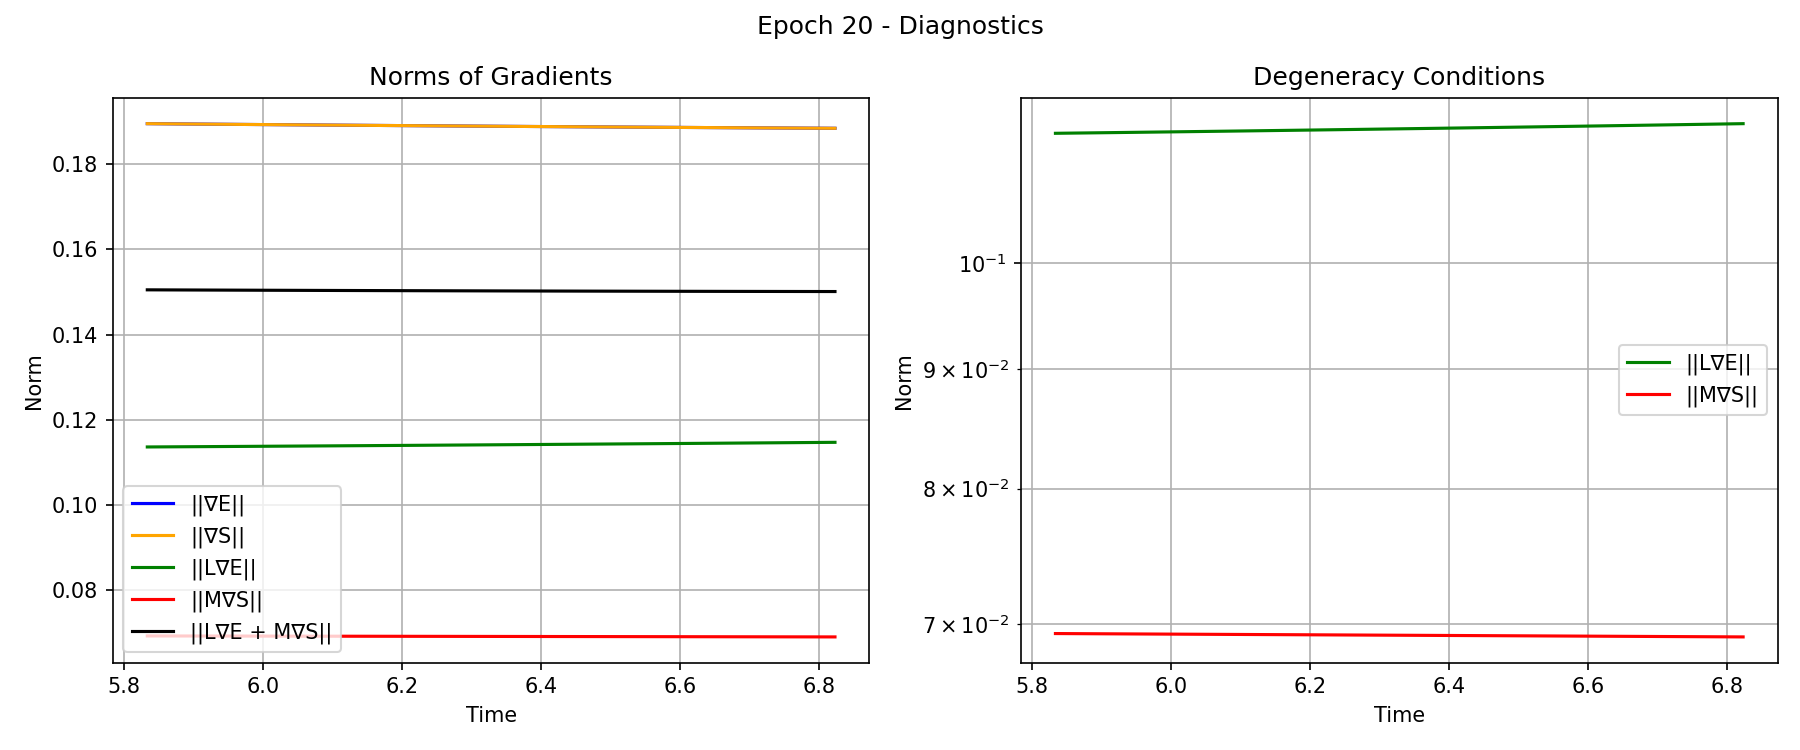 Epoch 20 - Diagnostics
Norms of Gradients
Norm
0.18
0.16
0.14
0.12
0.10
0.08
||∇E||
||∇S||
||L∇E||
||M∇S||
||L∇E + M∇S||
5.8 6.0 6.2 6.4 6.6 6.8
Time
Degeneracy Conditions
Norm
10⁻¹
9 × 10⁻²
8 × 10⁻²
7 × 10⁻²
||L∇E||
||M∇S||
5.8 6.0 6.2 6.4 6.6 6.8
Time